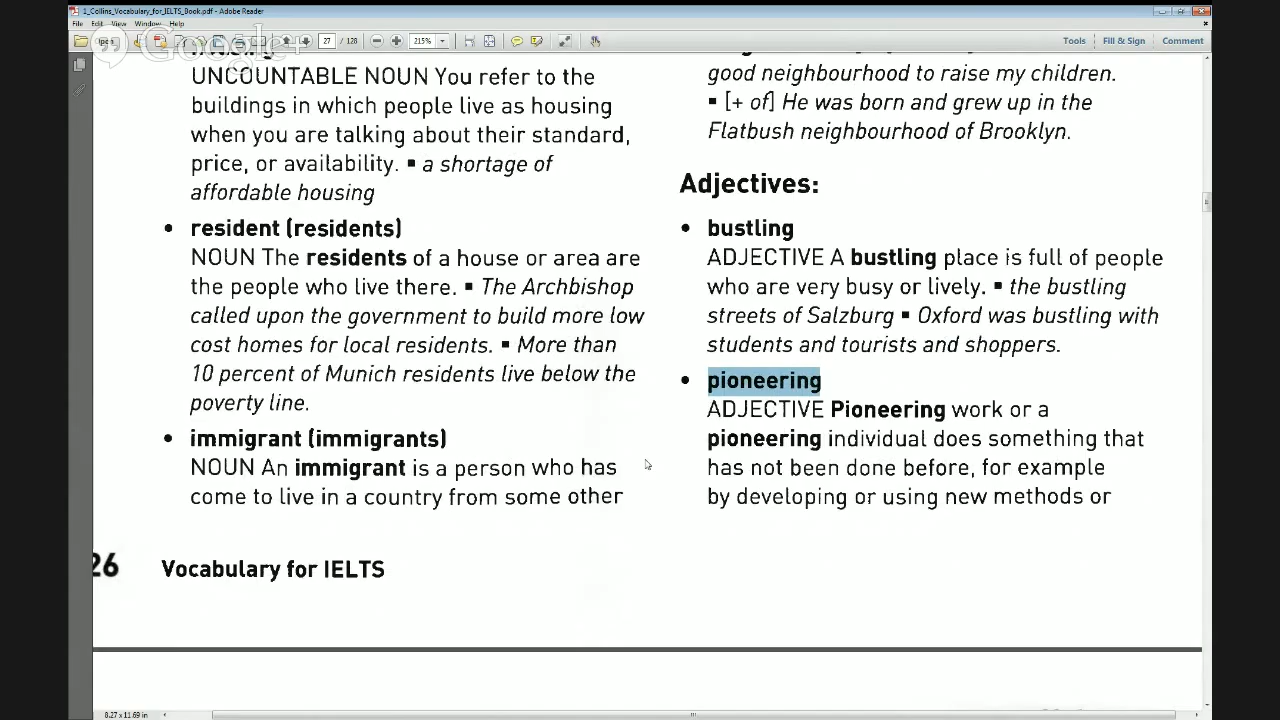 1_Collins_Vocabulary_for_IELTS_Book.pdf - Adobe Reader
File Edit View Window Help
Google+
27 / 128
215%
Tools Fill & Sign Comment
UNCOUNTABLE NOUN You refer to the
buildings in which people live as housing
when you are talking about their standard,
price, or availability. ▪ a shortage of
affordable housing
• resident (residents)
NOUN The residents of a house or area are
the people who live there. ▪ The Archbishop
called upon the government to build more low
cost homes for local residents. ▪ More than
10 percent of Munich residents live below the
poverty line.
• immigrant (immigrants)
NOUN An immigrant is a person who has
come to live in a country from some other
good neighbourhood to raise my children.
▪ [+ of] He was born and grew up in the
Flatbush neighbourhood of Brooklyn.
Adjectives:
• bustling
ADJECTIVE A bustling place is full of people
who are very busy or lively. ▪ the bustling
streets of Salzburg ▪ Oxford was bustling with
students and tourists and shoppers.
• pioneering
ADJECTIVE Pioneering work or a
pioneering individual does something that
has not been done before, for example
by developing or using new methods or
26 Vocabulary for IELTS
8.27 x 11.69 in